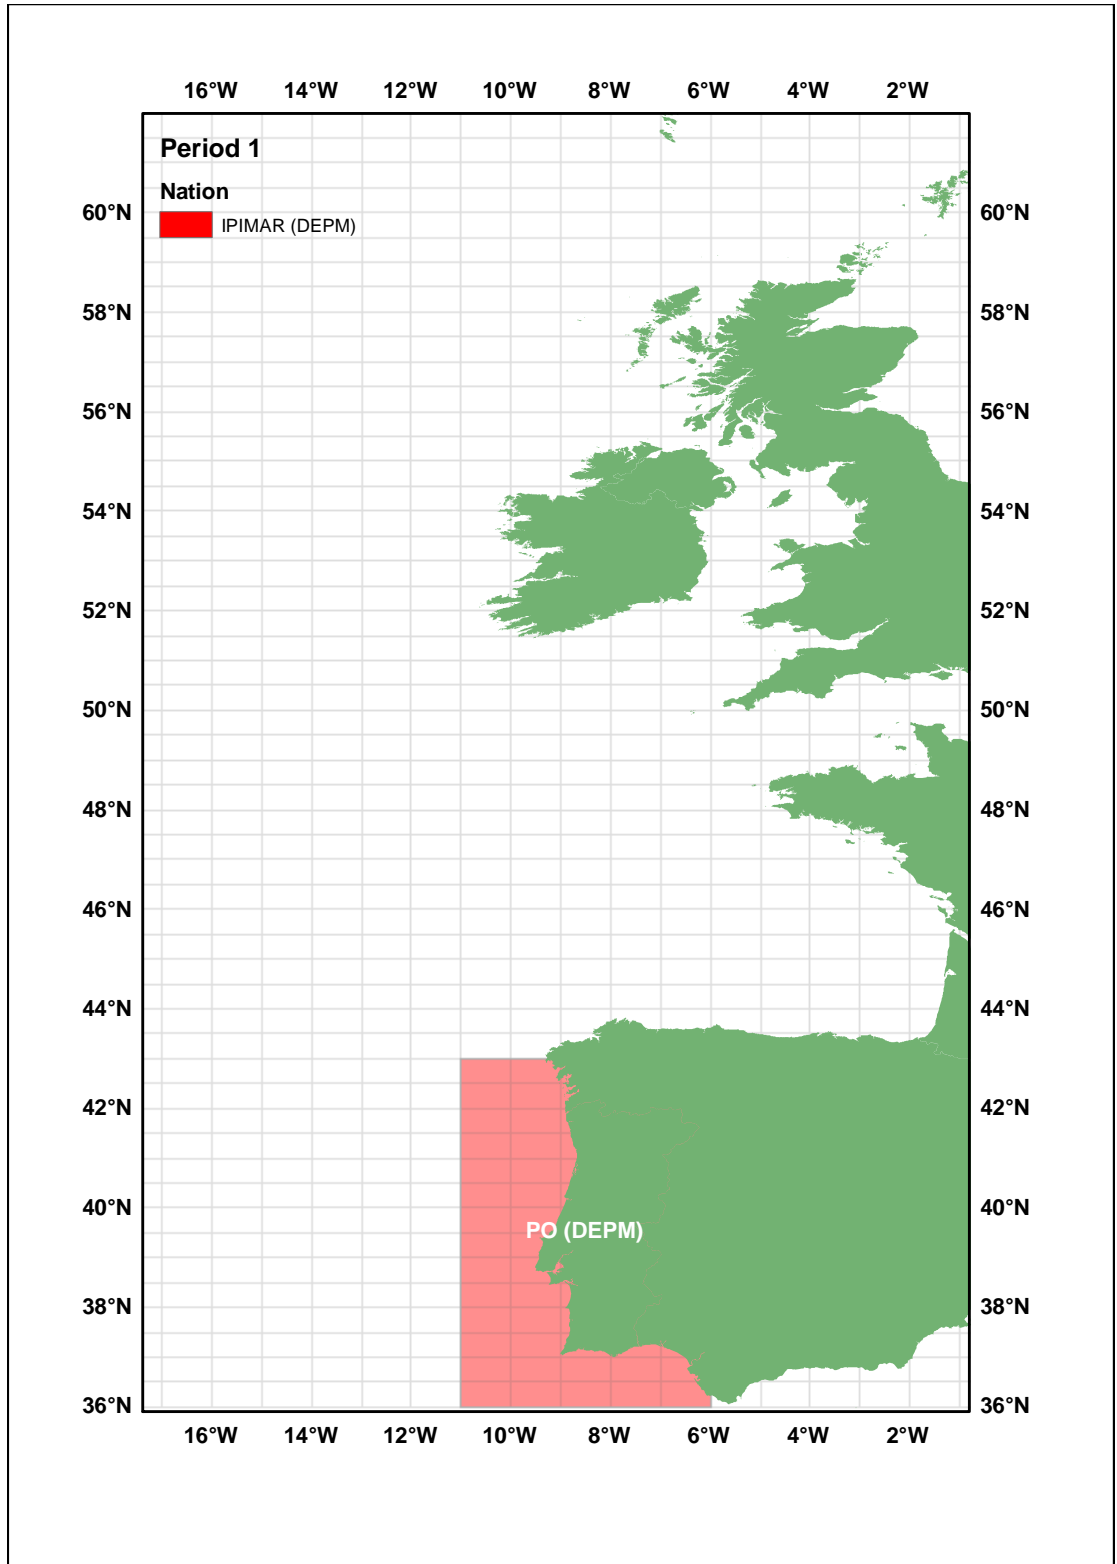 16°W 14°W 12°W 10°W 8°W 6°W 4°W 2°W
Period 1
Nation
IPIMAR (DEPM)
60°N 60°N
58°N 58°N
56°N 56°N
54°N 54°N
52°N 52°N
50°N 50°N
48°N 48°N
46°N 46°N
44°N 44°N
42°N 42°N
40°N 40°N
PO (DEPM)
38°N 38°N
36°N 36°N
16°W 14°W 12°W 10°W 8°W 6°W 4°W 2°W